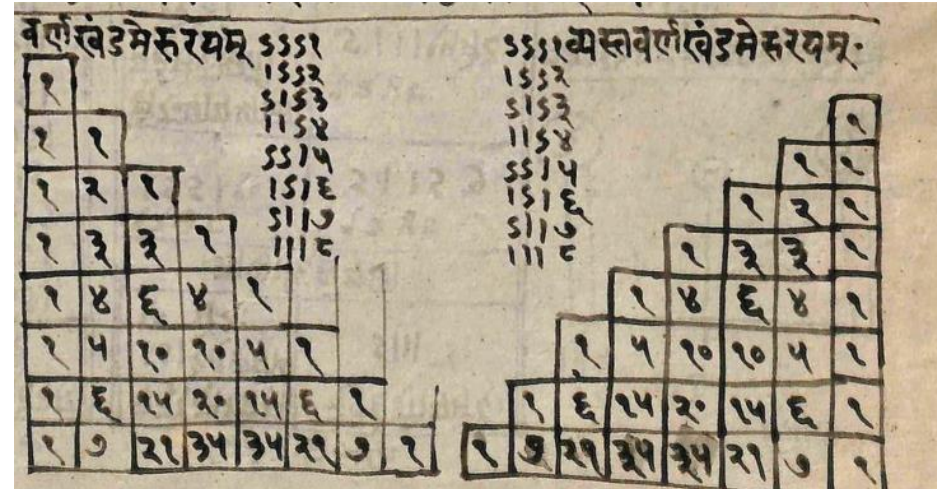 वर्णखंडमेरुरयम्
१
१ १
१ २ १
१ ३ ३ १
१ ४ ६ ४ १
१ ५ १० १० ५ १
१ ६ १५ २० १५ ६ १
१ ७ २१ ३५ ३५ २१ ७ १
ऽऽऽ१
।ऽऽ२
ऽ।ऽ३
।।ऽ४
ऽऽ।५
।ऽ।६
ऽ।।७
।।।८
ऽऽऽ१
।ऽऽ२
ऽ।ऽ३
।।ऽ४
ऽऽ।५
।ऽ।६
ऽ।।७
।।।८
व्यस्तवर्णखंडमेरुरयम्.
१
१ १
१ २ १
१ ३ ३ १
१ ४ ६ ४ १
१ ५ १० १० ५ १
१ ६ १५ २० १५ ६ १
१ ७ २१ ३५ ३५ २१ ७ १